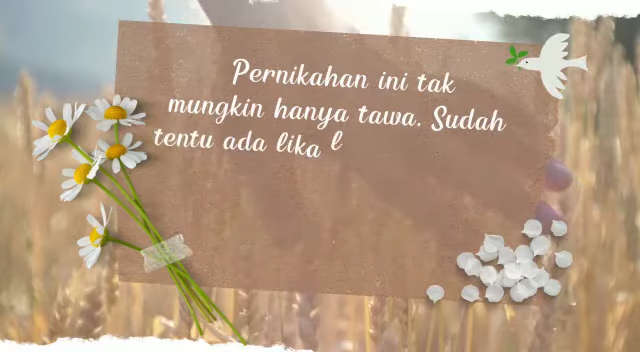 Pernikahan ini tak
mungkin hanya tawa. Sudah
tentu ada lika l